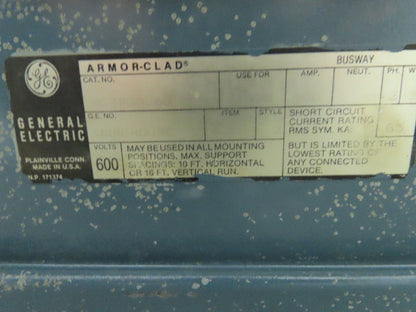 ARMOR-CLAD® BUSWAY
CAT. NO. USE FOR AMP. NEUT. PH. W
GE
GENERAL ELECTRIC
PLAINVILLE CONN.
MADE IN U.S.A.
N.P. 171374
G.E. NO. ITEM STYLE
VOLTS
600
MAY BE USED IN ALL MOUNTING
POSITIONS, MAX. SUPPORT
SPACINGS: 10 FT. HORIZONTAL
OR 16 FT. VERTICAL RUN.
SHORT CIRCUIT
CURRENT RATING
RMS SYM. KA.
BUT IS LIMITED BY THE
LOWEST RATING OF
ANY CONNECTED
DEVICE.